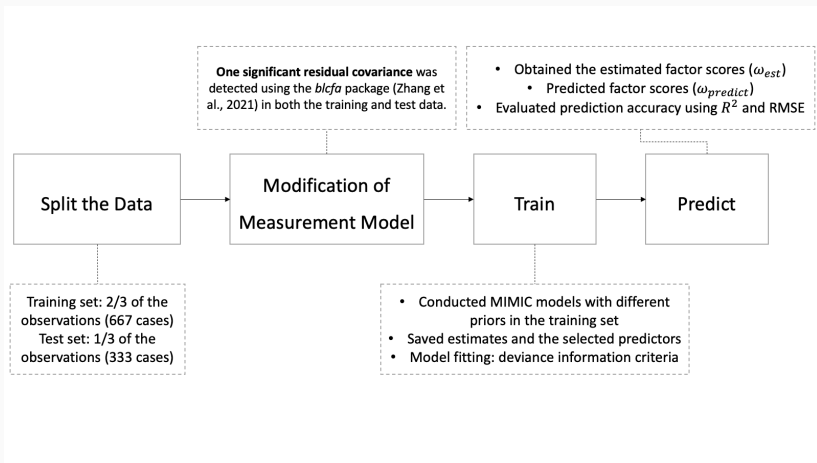 One significant residual covariance was
detected using the blcfa package (Zhang et
al., 2021) in both the training and test data.
• Obtained the estimated factor scores (ω_est)
• Predicted factor scores (ω_predict)
• Evaluated prediction accuracy using R² and RMSE
Split the Data
Modification of
Measurement Model
Train
Predict
Training set: 2/3 of the
observations (667 cases)
Test set: 1/3 of the
observations (333 cases)
• Conducted MIMIC models with different
priors in the training set
• Saved estimates and the selected predictors
• Model fitting: deviance information criteria